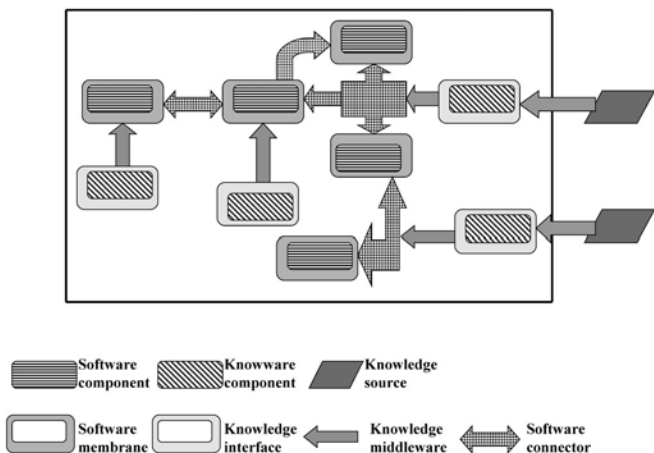 Software
component
Knowware
component
Knowledge
source
Software
membrane
Knowledge
interface
Knowledge
middleware
Software
connector